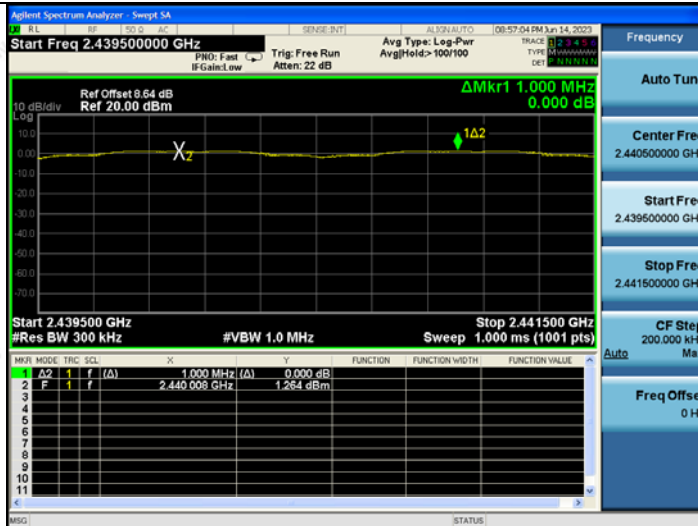 Agilent Spectrum Analyzer - Swept SA
RL RF 50 Ω AC SENSE:INT ALIGN AUTO 08:57:04 PM Jun 14, 2023
Start Freq 2.439500000 GHz
PNO: Fast
IFGain:Low
Trig: Free Run
Atten: 22 dB
Avg Type: Log-Pwr
Avg|Hold:>100/100
TRACE 1 2 3 4 5 6
TYPE M
DET P N N N N N
Ref Offset 8.64 dB
10 dB/div Ref 20.00 dBm
Log
ΔMkr1 1.000 MHz
0.000 dB
10.0
0.00
-10.0
-20.0
-30.0
-40.0
-50.0
-60.0
-70.0
X2
1Δ2
Start 2.439500 GHz Stop 2.441500 GHz
#Res BW 300 kHz #VBW 1.0 MHz Sweep 1.000 ms (1001 pts)
MKR MODE TRC SCL X Y FUNCTION FUNCTION WIDTH FUNCTION VALUE
1 Δ2 1 f (Δ) 1.000 MHz (Δ) 0.000 dB
2 F 1 f 2.440 008 GHz 1.264 dBm
3
4
5
6
7
8
9
10
11
MSG STATUS
Frequency
Auto Tun
Center Fre
2.440500000 GH
Start Fre
2.439500000 GH
Stop Fre
2.441500000 GH
CF Ste
200.000 kH
Auto Ma
Freq Offse
0 H